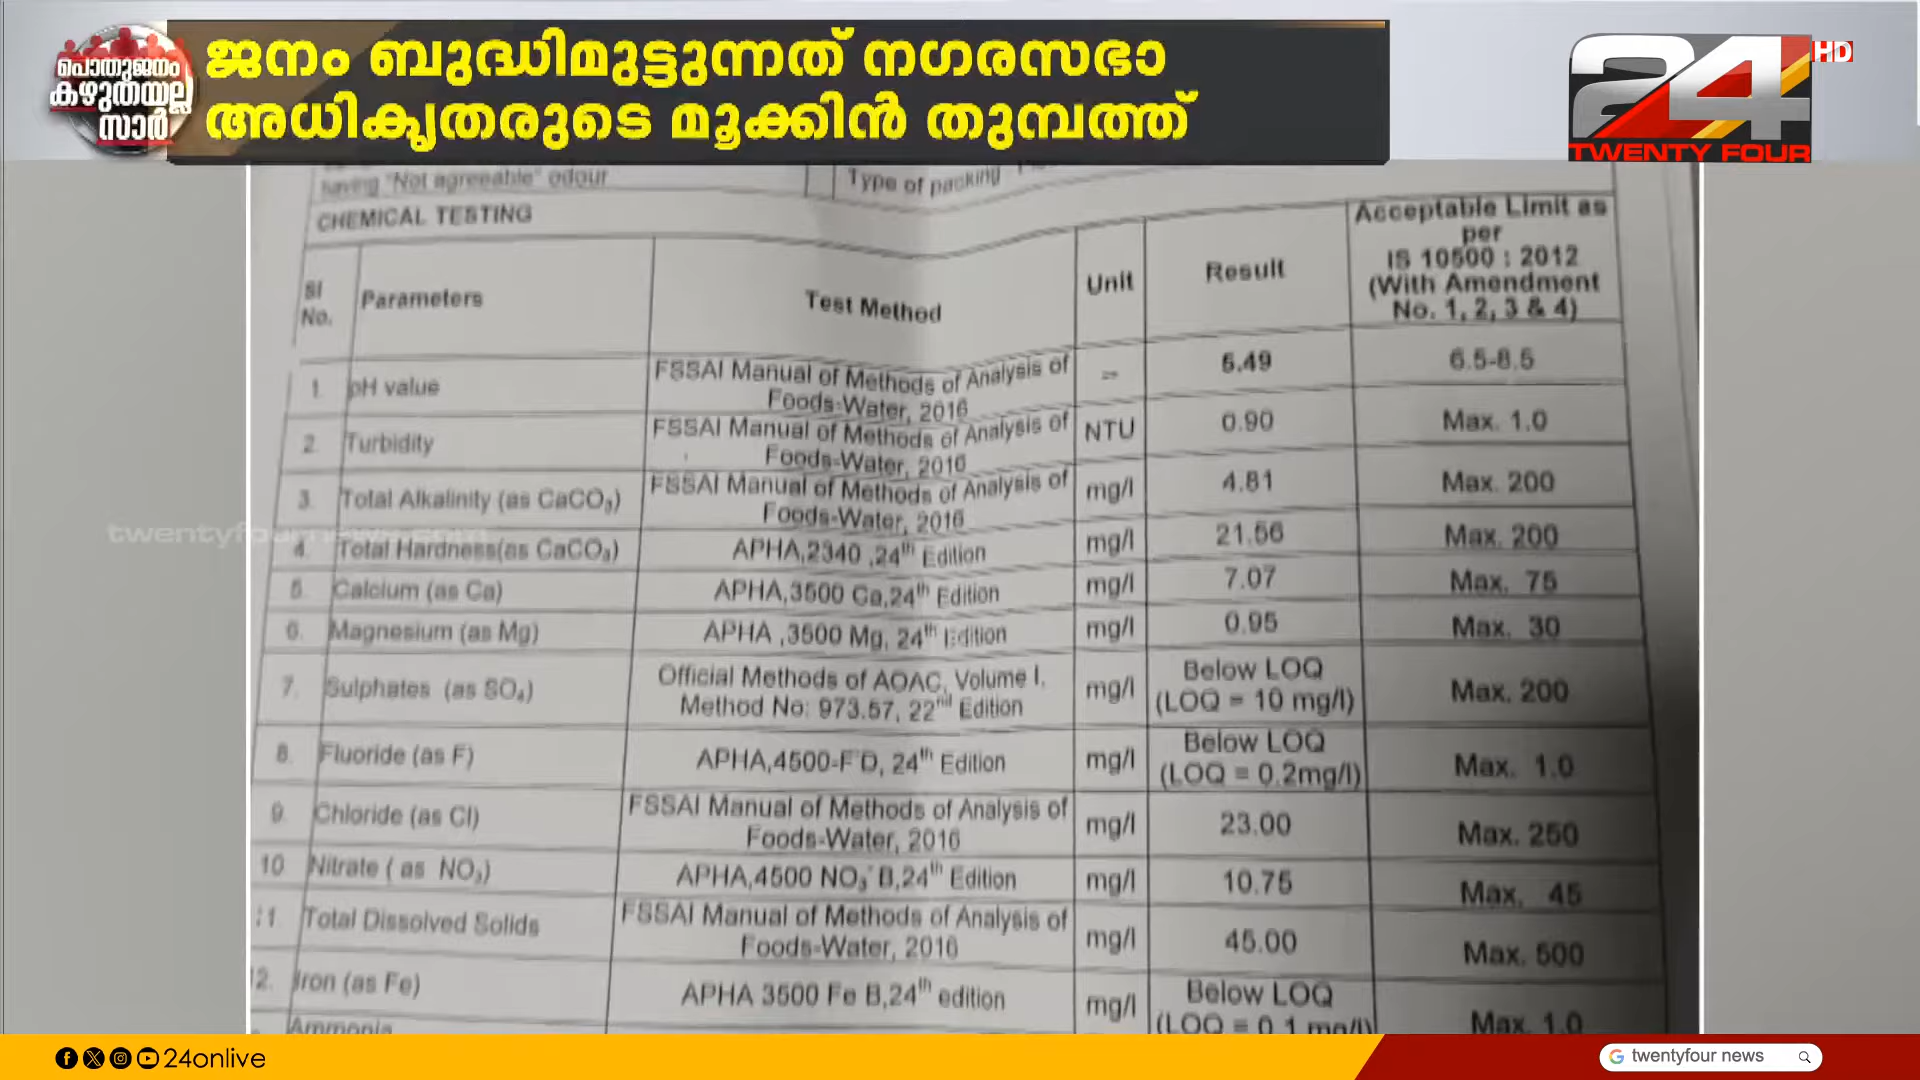 പൊതുജനം
കഴുതയല്ല
സാർ
ജനം ബുദ്ധിമുട്ടുന്നത് നഗരസഭാ
അധികൃതരുടെ മൂക്കിൻ തുമ്പത്ത്
24 HD
TWENTY FOUR
having "Not agreeable" odour
Type of packing
CHEMICAL TESTING
Sl No. Parameters Test Method Unit Result Acceptable Limit as per IS 10500 : 2012 (With Amendment No. 1, 2, 3 & 4)
1. pH value FSSAI Manual of Methods of Analysis of Foods-Water, 2016 -- 5.49 6.5-8.5
2. Turbidity FSSAI Manual of Methods of Analysis of Foods-Water, 2016 NTU 0.90 Max. 1.0
3. Total Alkalinity (as CaCO₃) FSSAI Manual of Methods of Analysis of Foods-Water, 2016 mg/l 4.81 Max. 200
4. Total Hardness(as CaCO₃) APHA,2340 ,24th Edition mg/l 21.56 Max. 200
5. Calcium (as Ca) APHA,3500 Ca,24th Edition mg/l 7.07 Max. 75
6. Magnesium (as Mg) APHA ,3500 Mg, 24th Edition mg/l 0.95 Max. 30
7. Sulphates (as SO₄) Official Methods of AOAC, Volume I, Method No: 973.57, 22nd Edition mg/l Below LOQ (LOQ = 10 mg/l) Max. 200
8. Fluoride (as F) APHA,4500-F⁻D, 24th Edition mg/l Below LOQ (LOQ = 0.2mg/l) Max. 1.0
9. Chloride (as Cl) FSSAI Manual of Methods of Analysis of Foods-Water, 2016 mg/l 23.00 Max. 250
10 Nitrate ( as NO₃) APHA,4500 NO₃⁻B,24th Edition mg/l 10.75 Max. 45
11. Total Dissolved Solids FSSAI Manual of Methods of Analysis of Foods-Water, 2016 mg/l 45.00 Max. 500
12. Iron (as Fe) APHA 3500 Fe B,24th edition mg/l Below LOQ (LOQ = 0.1 mg/l) Max. 1.0
Ammonia
twentyfournews.com
24onlive
twentyfour news